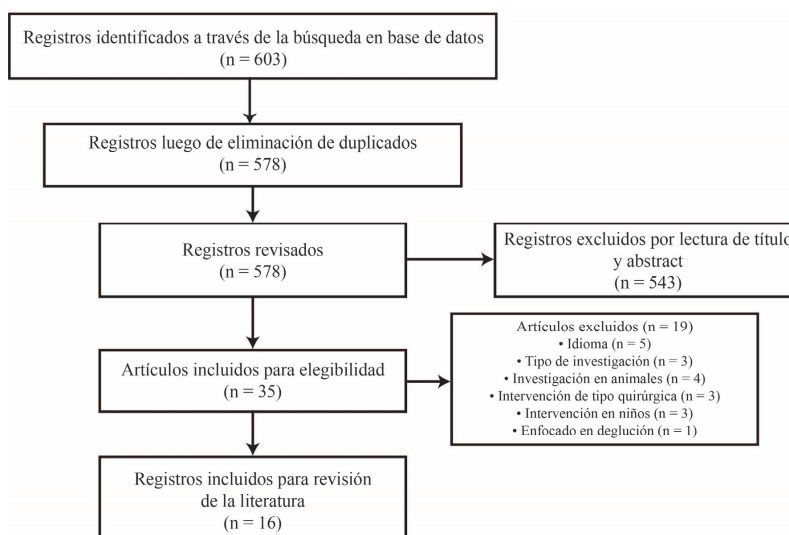 Registros identificados a través de la búsqueda en base de datos
(n = 603)
Registros luego de eliminación de duplicados
(n = 578)
Registros revisados
(n = 578)
Registros excluidos por lectura de título
y abstract
(n = 543)
Artículos incluidos para elegibilidad
(n = 35)
Artículos excluidos (n = 19)
• Idioma (n = 5)
• Tipo de investigación (n = 3)
• Investigación en animales (n = 4)
• Intervención de tipo quirúrgica (n = 3)
• Intervención en niños (n = 3)
• Enfocado en deglución (n = 1)
Registros incluidos para revisión
de la literatura
(n = 16)